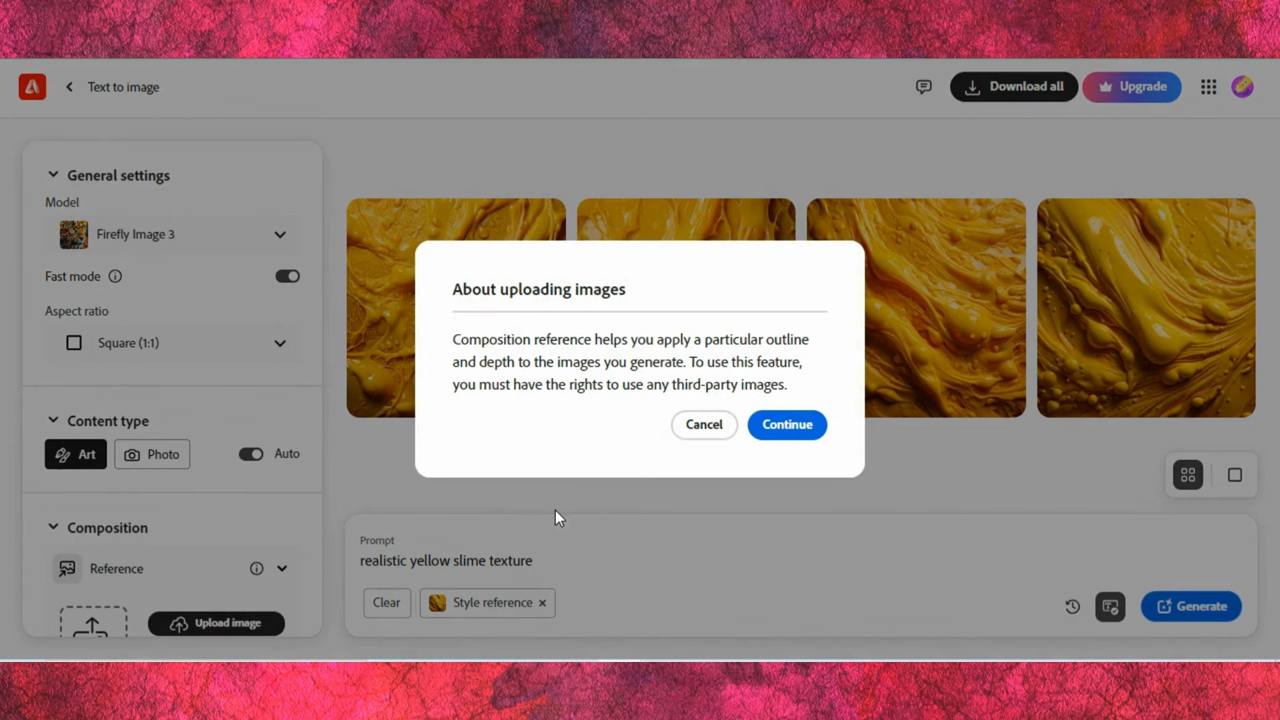 Text to image
Download all
Upgrade
General settings
Model
Firefly Image 3
Fast mode
Aspect ratio
Square (1:1)
Content type
Art
Photo
Auto
Composition
Reference
Upload image
About uploading images
Composition reference helps you apply a particular outline
and depth to the images you generate. To use this feature,
you must have the rights to use any third-party images.
Cancel
Continue
Prompt
realistic yellow slime texture
Clear
Style reference
Generate